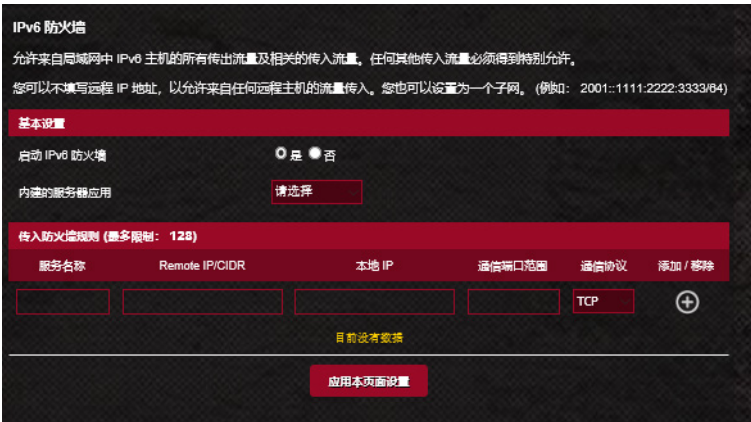 IPv6 防火墙
允许来自局域网中 IPv6 主机的所有传出流量及相关的传入流量。任何其他传入流量必须得到特别允许。
您可以不填写远程 IP 地址，以允许来自任何远程主机的流量传入。您也可以设置为一个子网。 (例如： 2001::1111:2222:3333/64)
基本设置
启动 IPv6 防火墙 是 否
内建的服务器应用 请选择
传入防火墙规则 (最多限制： 128)
服务名称 Remote IP/CIDR 本地 IP 通信端口范围 通信协议 添加 / 移除
TCP
目前没有数据
应用本页面设置